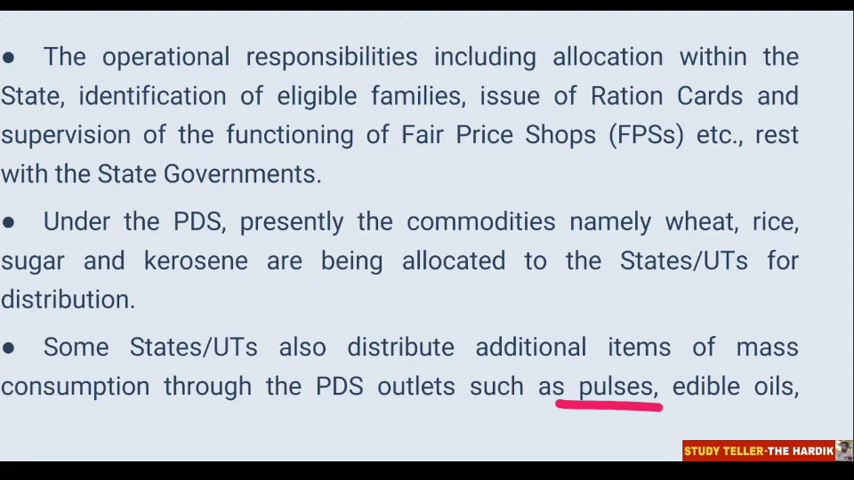 ● The operational responsibilities including allocation within the
State, identification of eligible families, issue of Ration Cards and
supervision of the functioning of Fair Price Shops (FPSs) etc., rest
with the State Governments.
● Under the PDS, presently the commodities namely wheat, rice,
sugar and kerosene are being allocated to the States/UTs for
distribution.
● Some States/UTs also distribute additional items of mass
consumption through the PDS outlets such as pulses, edible oils,
STUDY TELLER-THE HARDIK